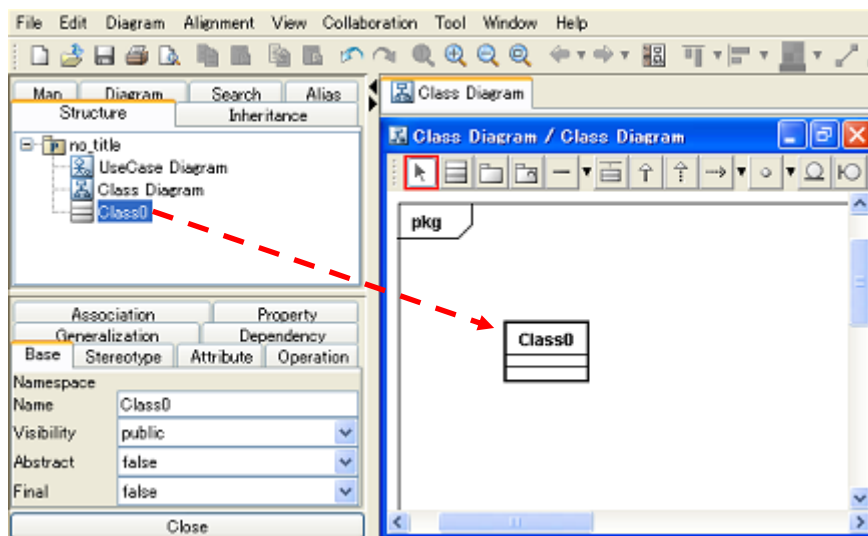 File Edit Diagram Alignment View Collaboration Tool Window Help
Map Diagram Search Alias
Structure Inheritance
no_title
UseCase Diagram
Class Diagram
Class0
Association Property
Generalization Dependency
Base Stereotype Attribute Operation
Namespace
Name Class0
Visibility public
Abstract false
Final false
Close
Class Diagram
Class Diagram / Class Diagram
pkg
Class0